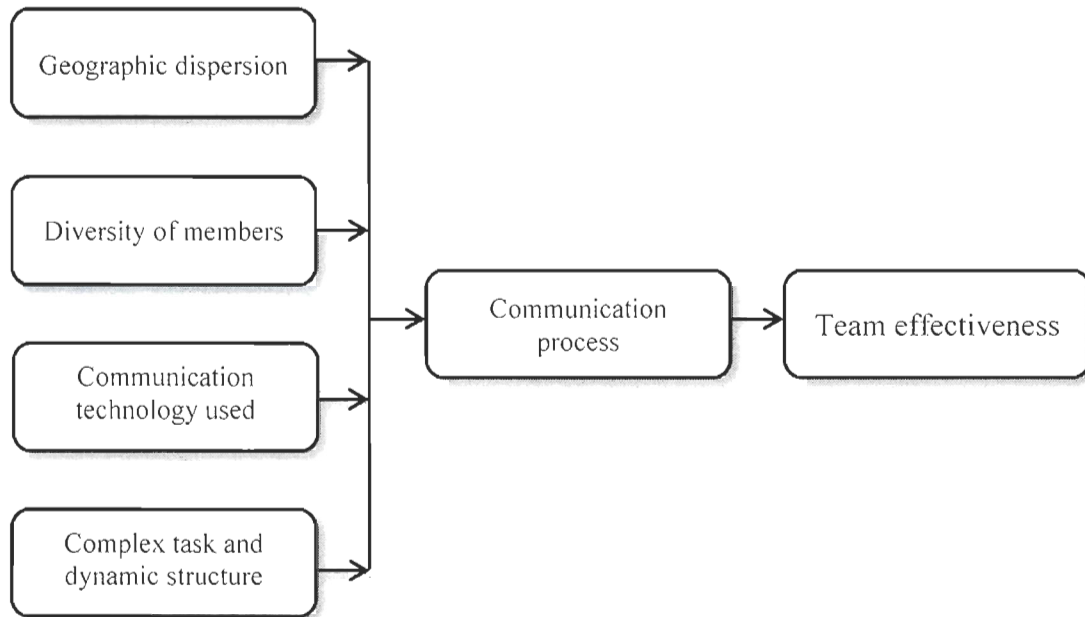 Geographic dispersion
Diversity of members
Communication
process
Team effectiveness
Communication
technology used
Complex task and
dynamic structure